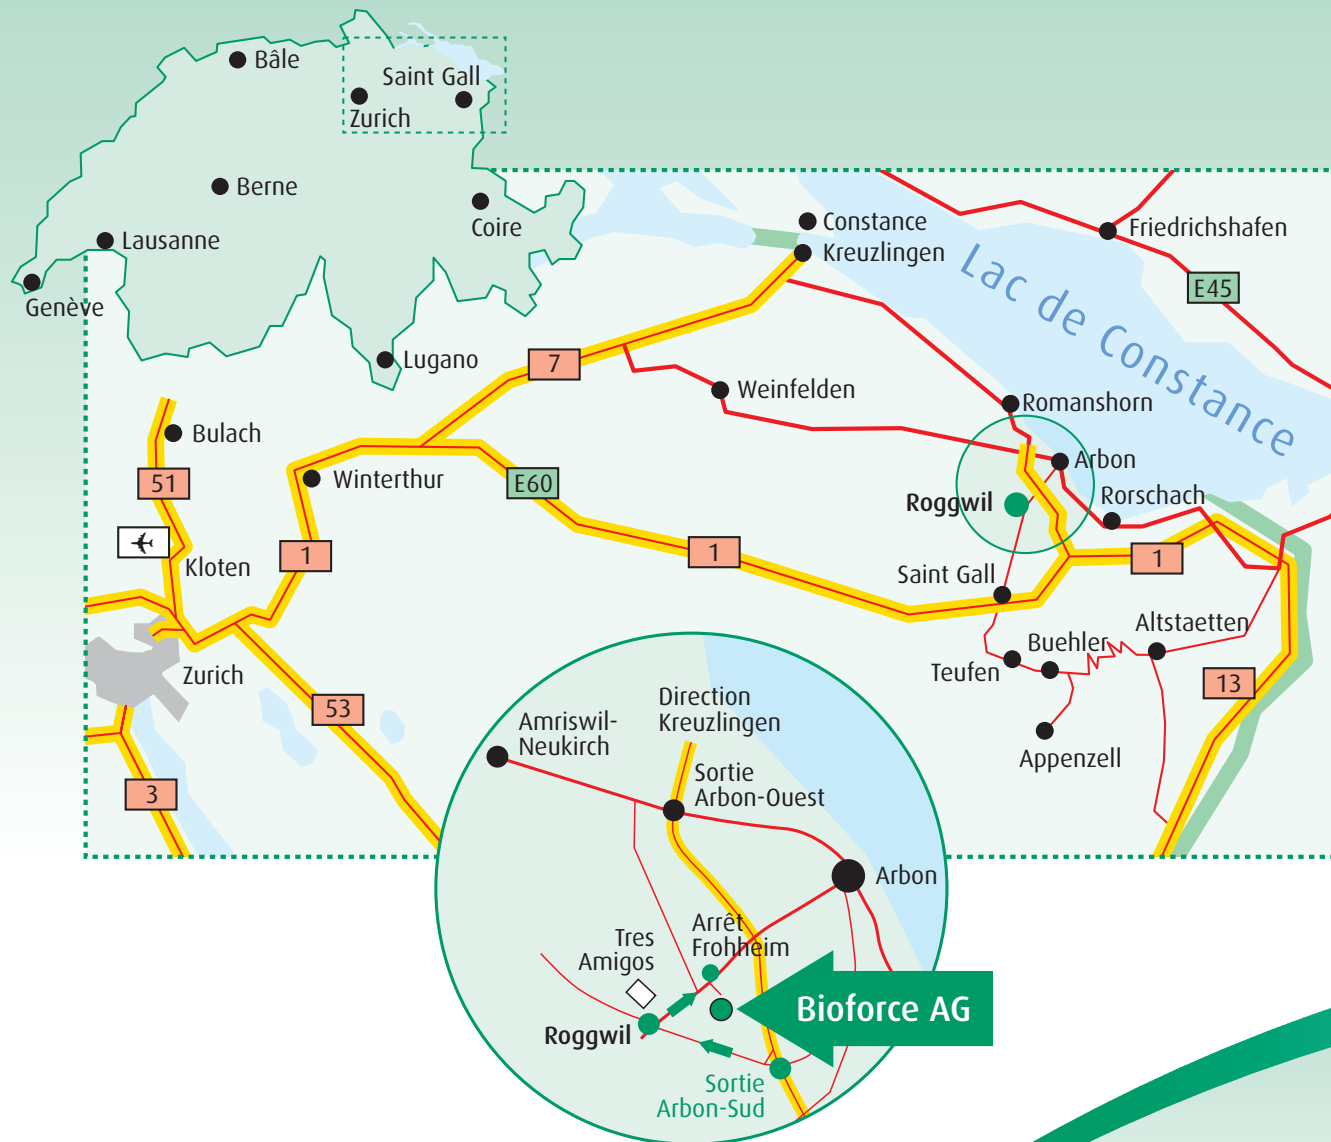 Bâle
Saint Gall
Zurich
Berne
Coire
Lausanne
Genève
Lugano
Constance
Kreuzlingen
Friedrichshafen
E45
Lac de Constance
7
Weinfelden
Romanshorn
Bulach
Winterthur
E60
51
Arbon
Rorschach
Roggwil
Kloten
1
1
1
Saint Gall
Altstaetten
Buehler
Teufen
Zurich
53
13
Appenzell
3
Direction
Kreuzlingen
Amriswil-
Neukirch
Sortie
Arbon-Ouest
Arbon
Arrêt
Frohheim
Tres
Amigos
Bioforce AG
Roggwil
Sortie
Arbon-Sud